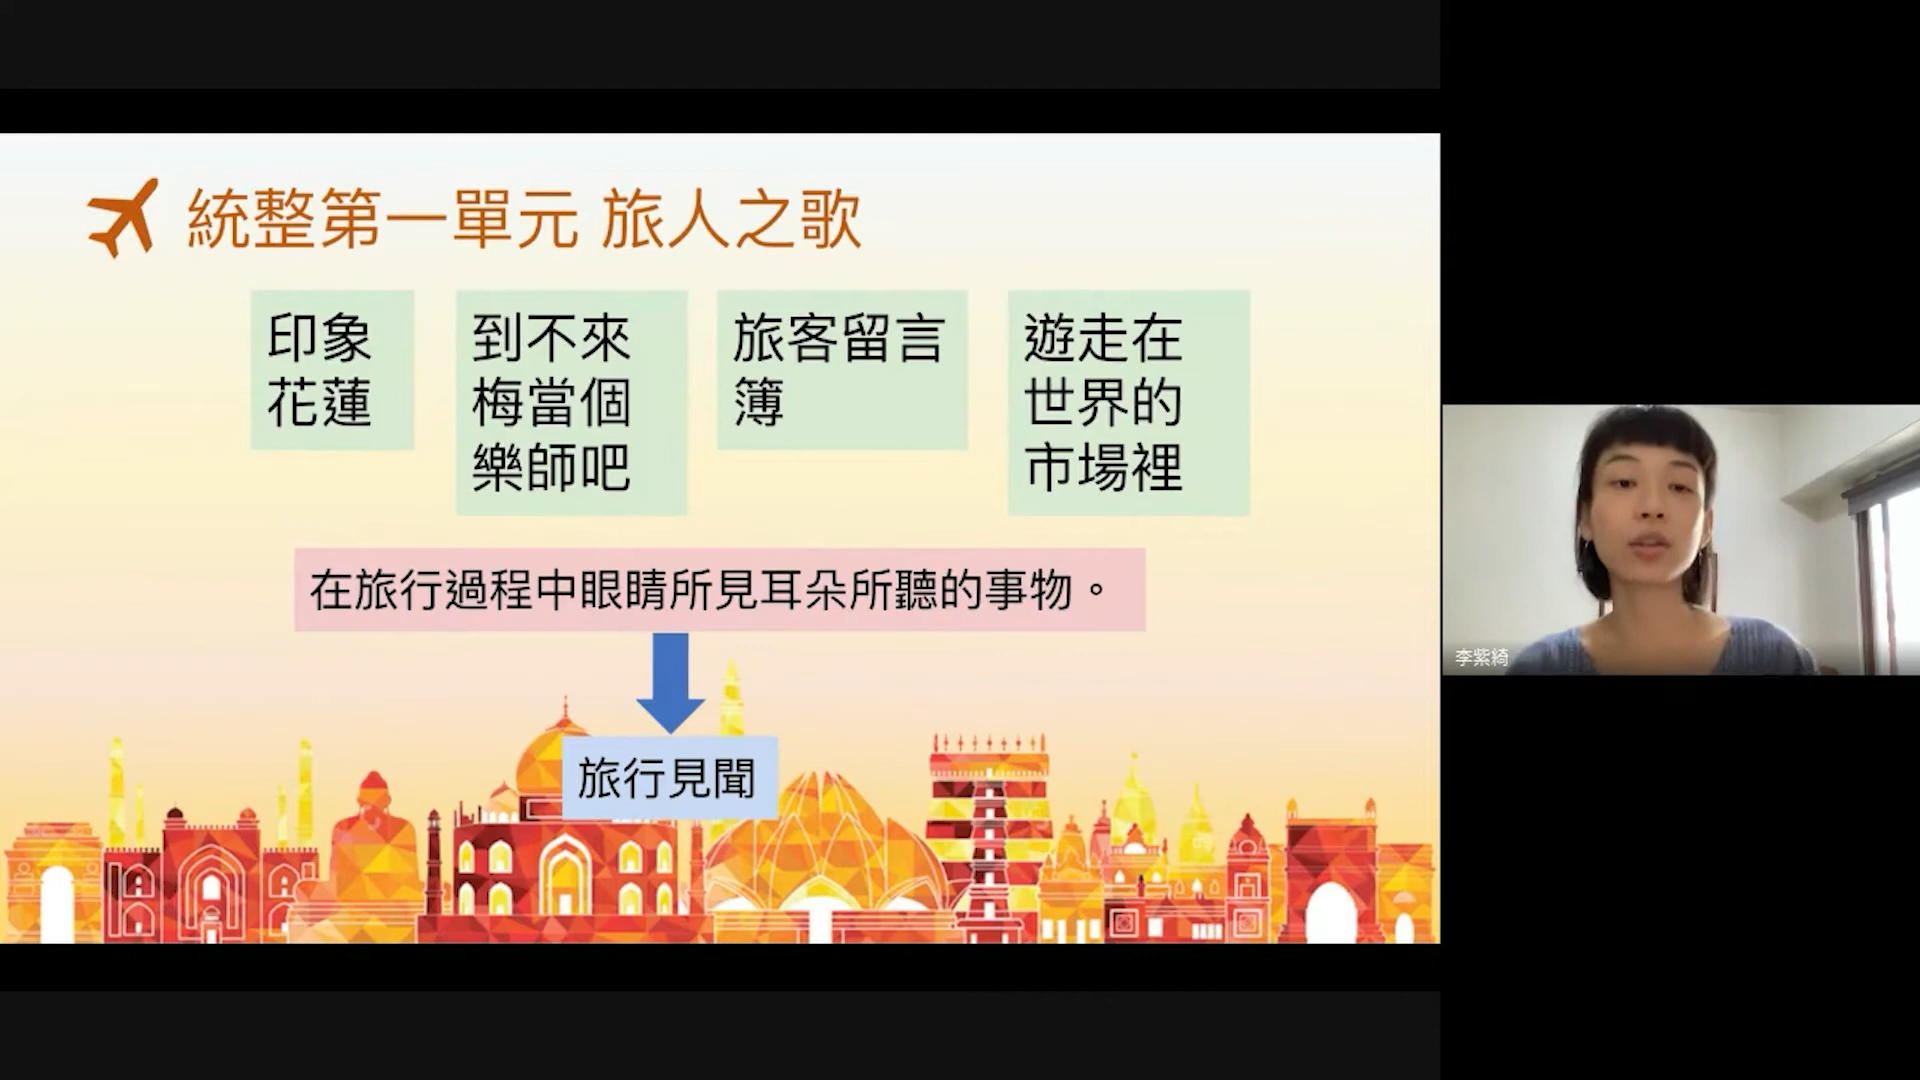 統整第一單元 旅人之歌
印象
花蓮
到不來
梅當個
樂師吧
旅客留言
簿
遊走在
世界的
市場裡
在旅行過程中眼睛所見耳朵所聽的事物。
旅行見聞
李紫綺